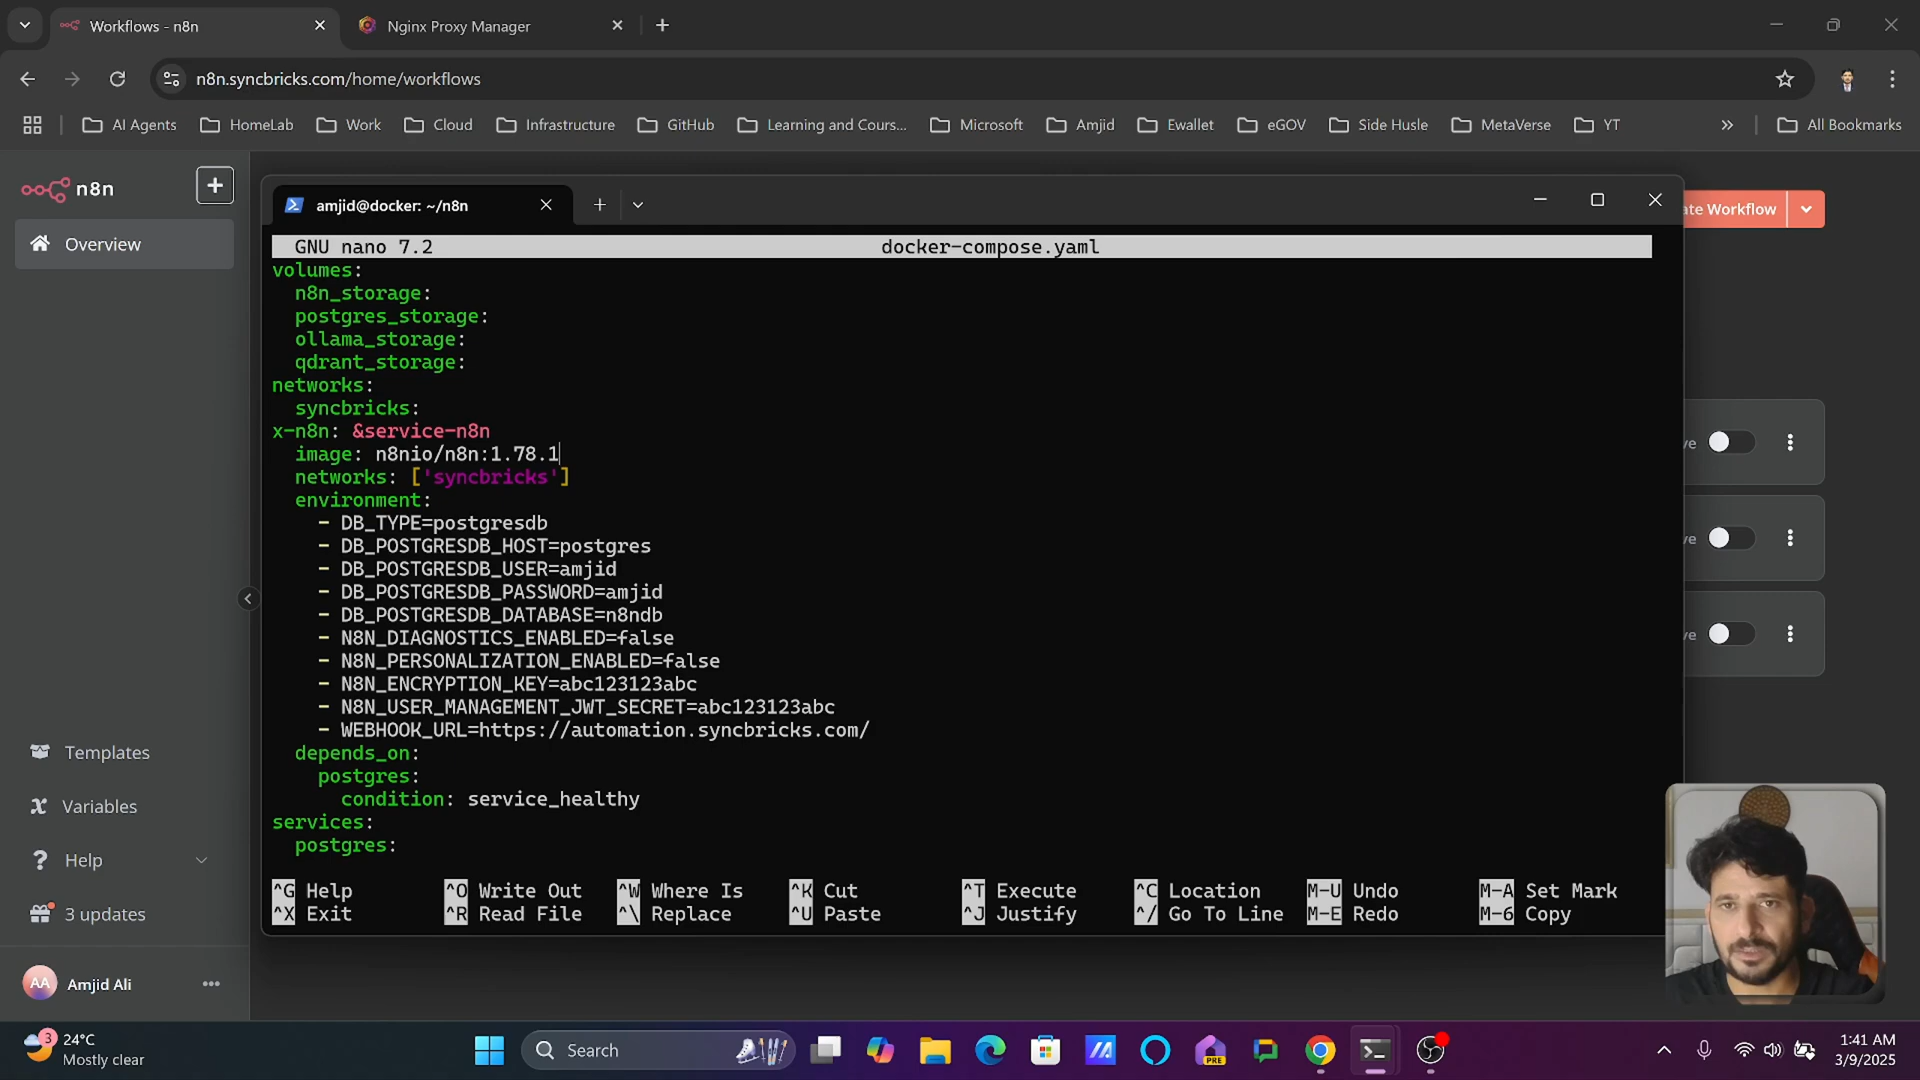 Workflows - n8n
Nginx Proxy Manager
n8n.syncbricks.com/home/workflows
AI Agents
HomeLab
Work
Cloud
Infrastructure
GitHub
Learning and Cours...
Microsoft
Amjid
Ewallet
eGOV
Side Husle
MetaVerse
YT
All Bookmarks
n8n
Overview
ate Workflow
amjid@docker: ~/n8n
GNU nano 7.2 docker-compose.yaml
volumes:
n8n_storage:
postgres_storage:
ollama_storage:
qdrant_storage:
networks:
syncbricks:
x-n8n: &service-n8n
image: n8nio/n8n:1.78.1
networks: ['syncbricks']
environment:
- DB_TYPE=postgresdb
- DB_POSTGRESDB_HOST=postgres
- DB_POSTGRESDB_USER=amjid
- DB_POSTGRESDB_PASSWORD=amjid
- DB_POSTGRESDB_DATABASE=n8ndb
- N8N_DIAGNOSTICS_ENABLED=false
- N8N_PERSONALIZATION_ENABLED=false
- N8N_ENCRYPTION_KEY=abc123123abc
- N8N_USER_MANAGEMENT_JWT_SECRET=abc123123abc
- WEBHOOK_URL=https://automation.syncbricks.com/
depends_on:
postgres:
condition: service_healthy
services:
postgres:
^G Help ^O Write Out ^W Where Is ^K Cut ^T Execute ^C Location M-U Undo M-A Set Mark
^X Exit ^R Read File ^\ Replace ^U Paste ^J Justify ^/ Go To Line M-E Redo M-6 Copy
ve
ve
ve
Templates
Variables
Help
3 updates
AA Amjid Ali
3
24°C
Mostly clear
Search
PRE
1:41 AM
3/9/2025